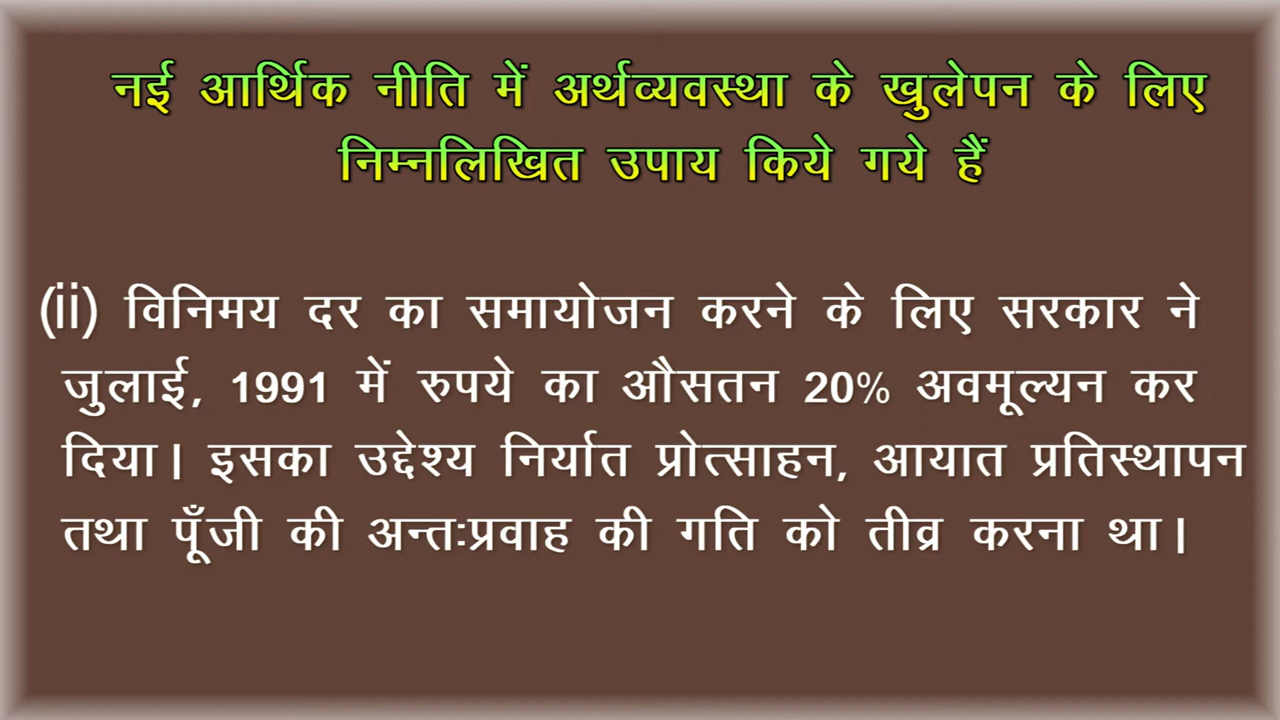 नई आर्थिक नीति में अर्थव्यवस्था के खुलेपन के लिए
निम्नलिखित उपाय किये गये हैं
(ii) विनिमय दर का समायोजन करने के लिए सरकार ने
जुलाई, 1991 में रुपये का औसतन 20% अवमूल्यन कर
दिया। इसका उद्देश्य निर्यात प्रोत्साहन, आयात प्रतिस्थापन
तथा पूँजी की अन्तःप्रवाह की गति को तीव्र करना था।